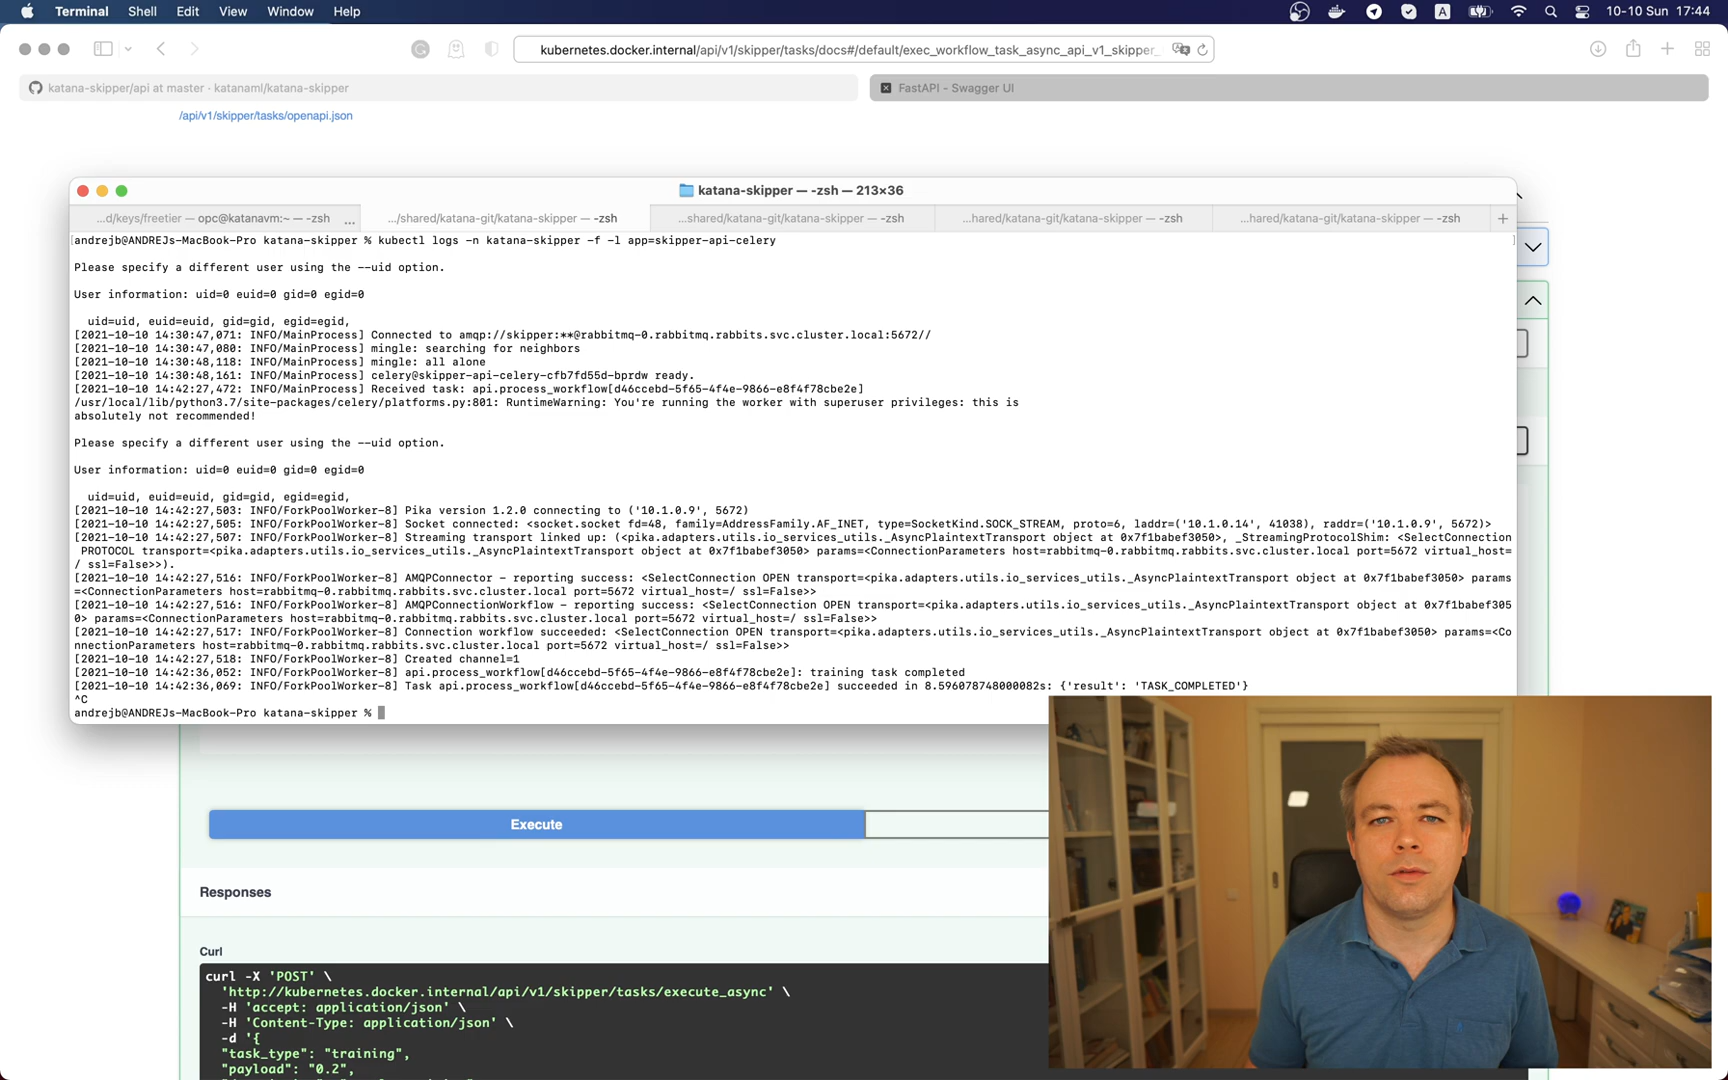 Terminal Shell Edit View Window Help 10-10 Sun 17:44
kubernetes.docker.internal/api/v1/skipper/tasks/docs#/default/exec_workflow_task_async_api_v1_skipper_
katana-skipper/api at master · katanaml/katana-skipper
FastAPI - Swagger UI
/api/v1/skipper/tasks/openapi.json
katana-skipper — -zsh — 213×36
...d/keys/freetier — opc@katanavm:~ — -zsh ...
.../shared/katana-git/katana-skipper — -zsh
...shared/katana-git/katana-skipper — -zsh
...hared/katana-git/katana-skipper — -zsh
...hared/katana-git/katana-skipper — -zsh
andrejb@ANDREJs-MacBook-Pro katana-skipper % kubectl logs -n katana-skipper -f -l app=skipper-api-celery
Please specify a different user using the --uid option.
User information: uid=0 euid=0 gid=0 egid=0
uid=uid, euid=euid, gid=gid, egid=egid,
[2021-10-10 14:30:47,071: INFO/MainProcess] Connected to amqp://skipper:**@rabbitmq-0.rabbitmq.rabbits.svc.cluster.local:5672//
[2021-10-10 14:30:47,080: INFO/MainProcess] mingle: searching for neighbors
[2021-10-10 14:30:48,118: INFO/MainProcess] mingle: all alone
[2021-10-10 14:30:48,161: INFO/MainProcess] celery@skipper-api-celery-cfb7fd55d-bprdw ready.
[2021-10-10 14:42:27,472: INFO/MainProcess] Received task: api.process_workflow[d46ccebd-5f65-4f4e-9866-e8f4f78cbe2e]
/usr/local/lib/python3.7/site-packages/celery/platforms.py:801: RuntimeWarning: You're running the worker with superuser privileges: this is
absolutely not recommended!
Please specify a different user using the --uid option.
User information: uid=0 euid=0 gid=0 egid=0
uid=uid, euid=euid, gid=gid, egid=egid,
[2021-10-10 14:42:27,503: INFO/ForkPoolWorker-8] Pika version 1.2.0 connecting to ('10.1.0.9', 5672)
[2021-10-10 14:42:27,505: INFO/ForkPoolWorker-8] Socket connected: <socket.socket fd=48, family=AddressFamily.AF_INET, type=SocketKind.SOCK_STREAM, proto=6, laddr=('10.1.0.14', 41038), raddr=('10.1.0.9', 5672)>
[2021-10-10 14:42:27,507: INFO/ForkPoolWorker-8] Streaming transport linked up: (<pika.adapters.utils.io_services_utils._AsyncPlaintextTransport object at 0x7f1babef3050>, _StreamingProtocolShim: <SelectConnection
PROTOCOL transport=<pika.adapters.utils.io_services_utils._AsyncPlaintextTransport object at 0x7f1babef3050> params=<ConnectionParameters host=rabbitmq-0.rabbitmq.rabbits.svc.cluster.local port=5672 virtual_host=
/ ssl=False>>).
[2021-10-10 14:42:27,516: INFO/ForkPoolWorker-8] AMQPConnector - reporting success: <SelectConnection OPEN transport=<pika.adapters.utils.io_services_utils._AsyncPlaintextTransport object at 0x7f1babef3050> params
=<ConnectionParameters host=rabbitmq-0.rabbitmq.rabbits.svc.cluster.local port=5672 virtual_host=/ ssl=False>>
[2021-10-10 14:42:27,516: INFO/ForkPoolWorker-8] AMQPConnectionWorkflow - reporting success: <SelectConnection OPEN transport=<pika.adapters.utils.io_services_utils._AsyncPlaintextTransport object at 0x7f1babef305
0> params=<ConnectionParameters host=rabbitmq-0.rabbitmq.rabbits.svc.cluster.local port=5672 virtual_host=/ ssl=False>>
[2021-10-10 14:42:27,517: INFO/ForkPoolWorker-8] Connection workflow succeeded: <SelectConnection OPEN transport=<pika.adapters.utils.io_services_utils._AsyncPlaintextTransport object at 0x7f1babef3050> params=<Co
nnectionParameters host=rabbitmq-0.rabbitmq.rabbits.svc.cluster.local port=5672 virtual_host=/ ssl=False>>
[2021-10-10 14:42:27,518: INFO/ForkPoolWorker-8] Created channel=1
[2021-10-10 14:42:36,052: INFO/ForkPoolWorker-8] api.process_workflow[d46ccebd-5f65-4f4e-9866-e8f4f78cbe2e]: training task completed
[2021-10-10 14:42:36,069: INFO/ForkPoolWorker-8] Task api.process_workflow[d46ccebd-5f65-4f4e-9866-e8f4f78cbe2e] succeeded in 8.596078748000082s: {'result': 'TASK_COMPLETED'}
^C
andrejb@ANDREJs-MacBook-Pro katana-skipper %
Execute
Responses
Curl
curl -X 'POST' \
'http://kubernetes.docker.internal/api/v1/skipper/tasks/execute_async' \
-H 'accept: application/json' \
-H 'Content-Type: application/json' \
-d '{
"task_type": "training",
"payload": "0.2",